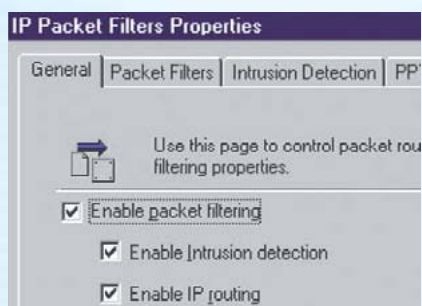 IP Packet Filters Properties
General Packet Filters Intrusion Detection PPT
Use this page to control packet rou
filtering properties.
Enable packet filtering
Enable Intrusion detection
Enable IP routing